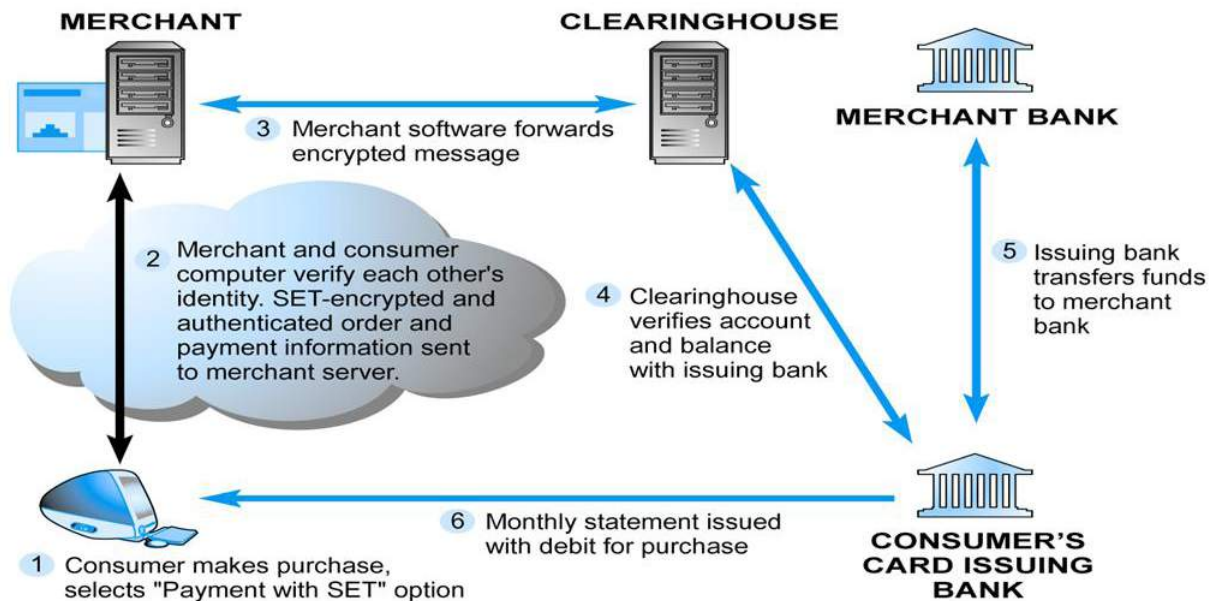 MERCHANT
CLEARINGHOUSE
MERCHANT BANK
3 Merchant software forwards
encrypted message
2 Merchant and consumer
computer verify each other's
identity. SET-encrypted and
authenticated order and
payment information sent
to merchant server.
4 Clearinghouse
verifies account
and balance
with issuing bank
5 Issuing bank
transfers funds
to merchant
bank
6 Monthly statement issued
with debit for purchase
1 Consumer makes purchase,
selects "Payment with SET" option
CONSUMER'S
CARD ISSUING
BANK